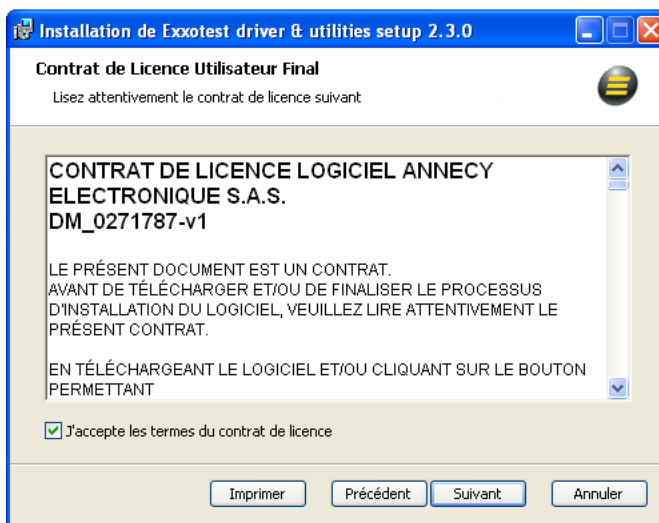 Installation de Exxotest driver & utilities setup 2.3.0
Contrat de Licence Utilisateur Final
Lisez attentivement le contrat de licence suivant
CONTRAT DE LICENCE LOGICIEL ANNECY
ELECTRONIQUE S.A.S.
DM_0271787-v1
LE PRÉSENT DOCUMENT EST UN CONTRAT.
AVANT DE TÉLÉCHARGER ET/OU DE FINALISER LE PROCESSUS
D'INSTALLATION DU LOGICIEL, VEUILLEZ LIRE ATTENTIVEMENT LE
PRÉSENT CONTRAT.
EN TÉLÉCHARGEANT LE LOGICIEL ET/OU CLIQUANT SUR LE BOUTON
PERMETTANT
J'accepte les termes du contrat de licence
Imprimer Précédent Suivant Annuler